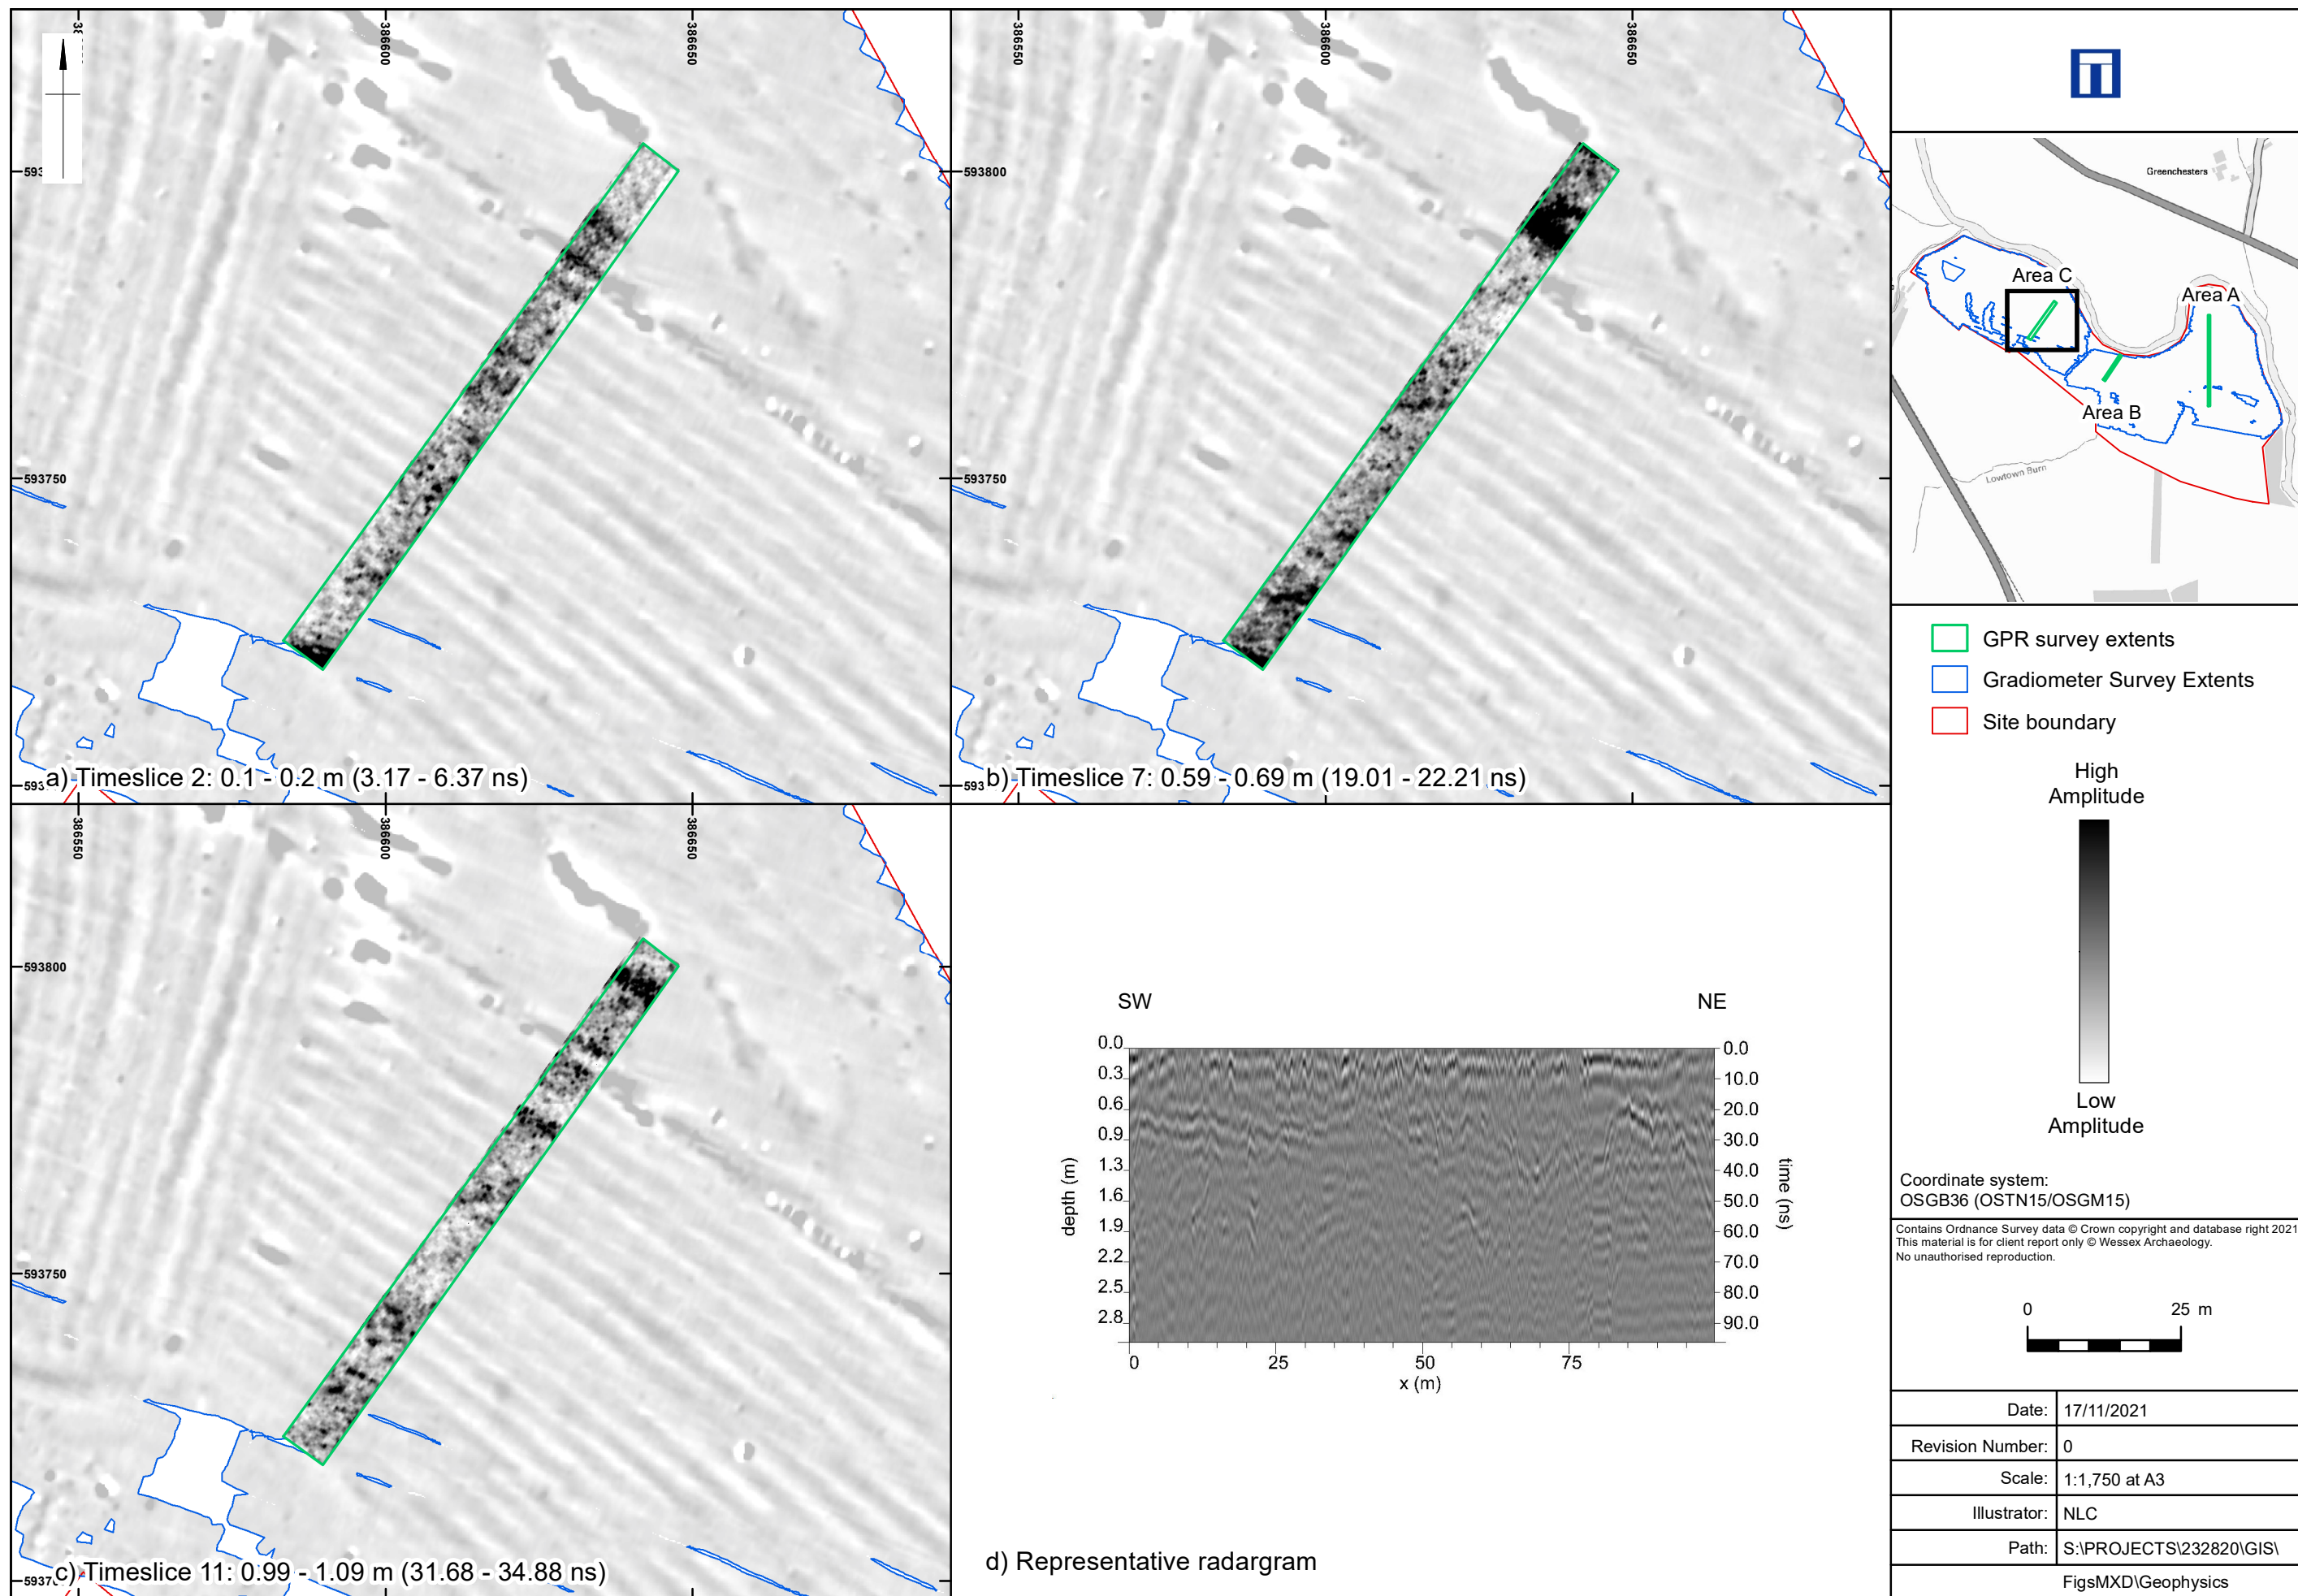 386600
386650
593750
a) Timeslice 2: 0.1 - 0.2 m (3.17 - 6.37 ns)
386550
386600
386650
593800
593750
b) Timeslice 7: 0.59 - 0.69 m (19.01 - 22.21 ns)
386550
386600
386650
593800
593750
c) Timeslice 11: 0.99 - 1.09 m (31.68 - 34.88 ns)
SW
NE
0.0
0.3
0.6
0.9
1.3
1.6
1.9
2.2
2.5
2.8
depth (m)
0.0
10.0
20.0
30.0
40.0
50.0
60.0
70.0
80.0
90.0
time (ns)
0
25
50
75
x (m)
d) Representative radargram
Greenchesters
Area C
Area A
Area B
Lowtown Burn
GPR survey extents
Gradiometer Survey Extents
Site boundary
High
Amplitude
Low
Amplitude
Coordinate system:
OSGB36 (OSTN15/OSGM15)
Contains Ordnance Survey data © Crown copyright and database right 2021
This material is for client report only © Wessex Archaeology.
No unauthorised reproduction.
0 25 m
Date: 17/11/2021
Revision Number: 0
Scale: 1:1,750 at A3
Illustrator: NLC
Path: S:\PROJECTS\232820\GIS\
FigsMXD\Geophysics